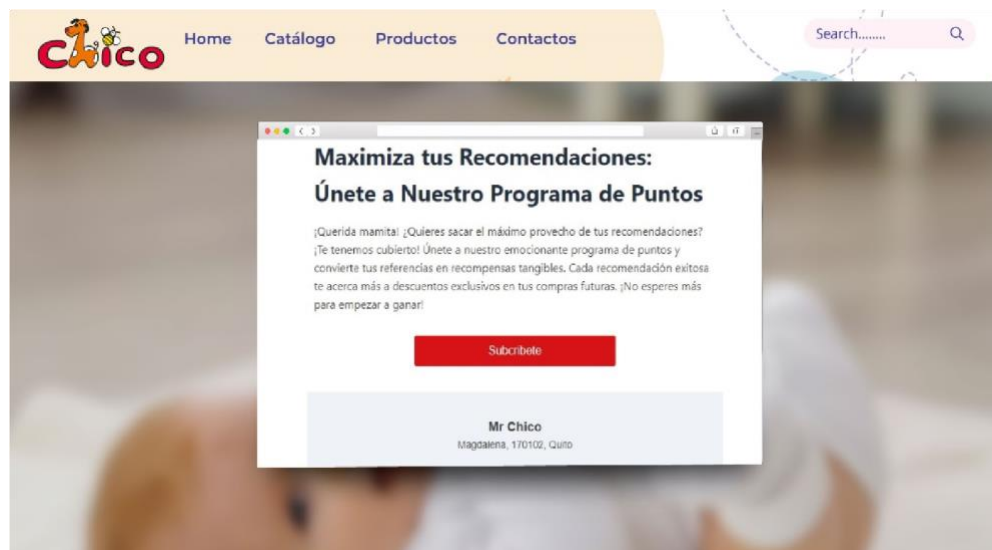 Chico
Home Catálogo Productos Contactos
Search........
Maximiza tus Recomendaciones:
Únete a Nuestro Programa de Puntos
¡Querida mamita! ¿Quieres sacar el máximo provecho de tus recomendaciones?
¡Te tenemos cubierto! Únete a nuestro emocionante programa de puntos y
convierte tus referencias en recompensas tangibles. Cada recomendación exitosa
te acerca más a descuentos exclusivos en tus compras futuras. ¡No esperes más
para empezar a ganar!
Subcribete
Mr Chico
Magdalena, 170102, Quito